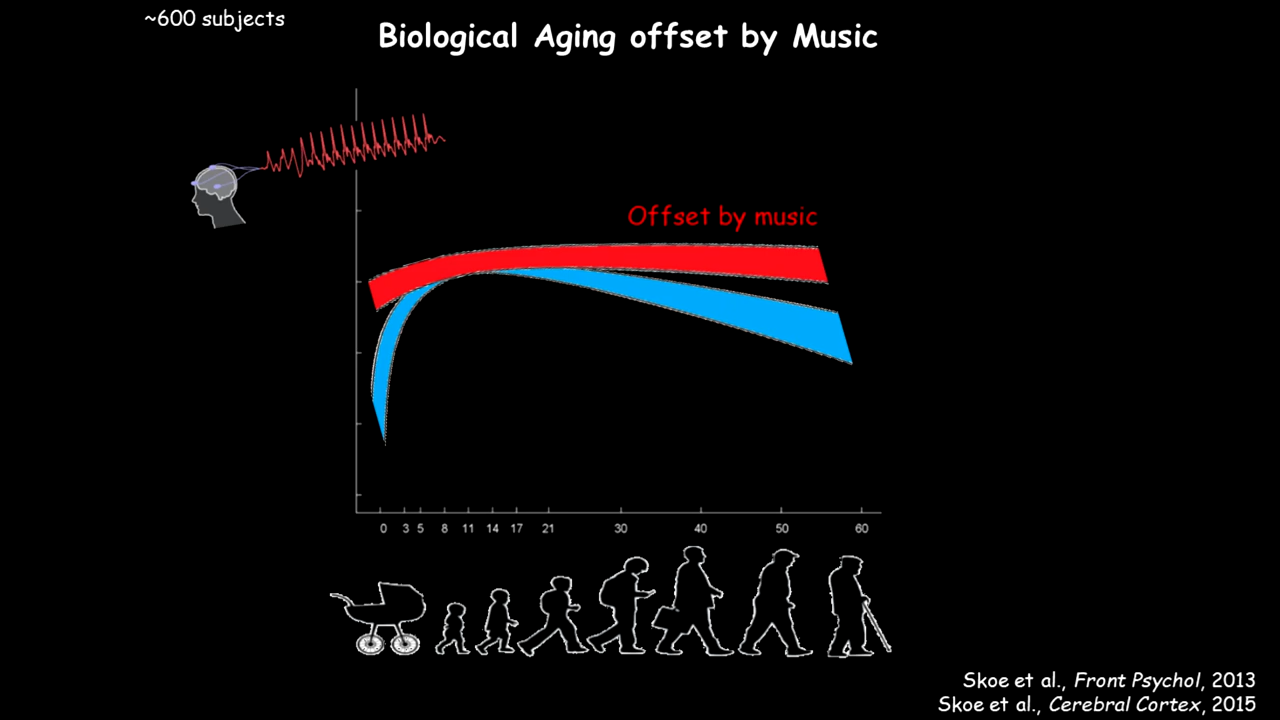 ~600 subjects
Biological Aging offset by Music
Offset by music
0 3 5 8 11 14 17 21 30 40 50 60
Skoe et al., Front Psychol, 2013
Skoe et al., Cerebral Cortex, 2015